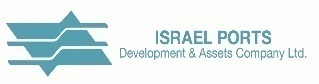 ISRAEL PORTS
Development & Assets Company Ltd.